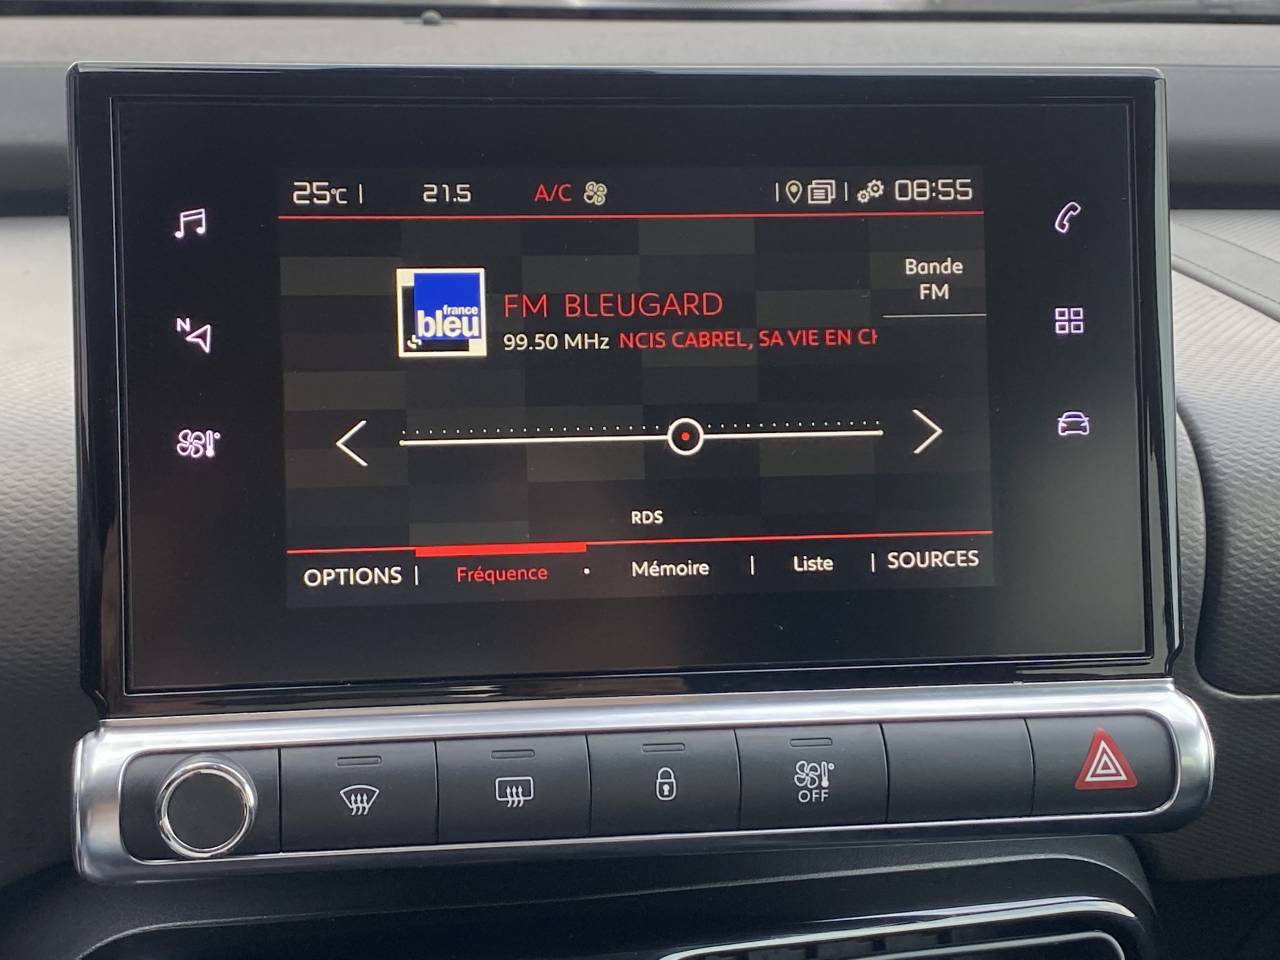 25°C | 21.5 A/C | | 08:55
Bande
FM
france
bleu
FM BLEUGARD
99.50 MHz NCIS CABREL, SA VIE EN CH
N
RDS
OPTIONS | Fréquence • Mémoire | Liste | SOURCES
OFF